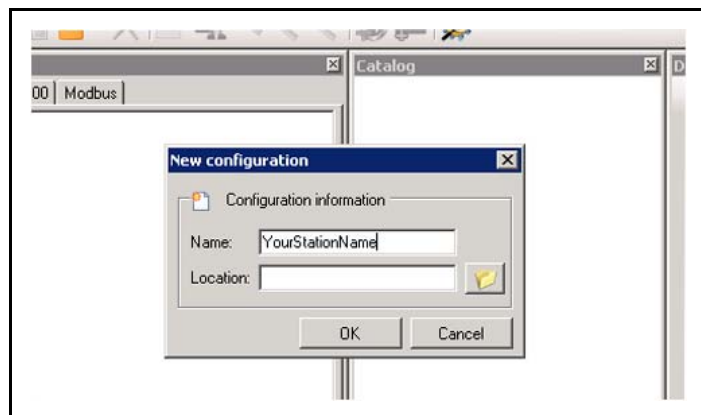 Catalog
D
00 Modbus
New configuration
Configuration information
Name: YourStationName
Location:
OK Cancel